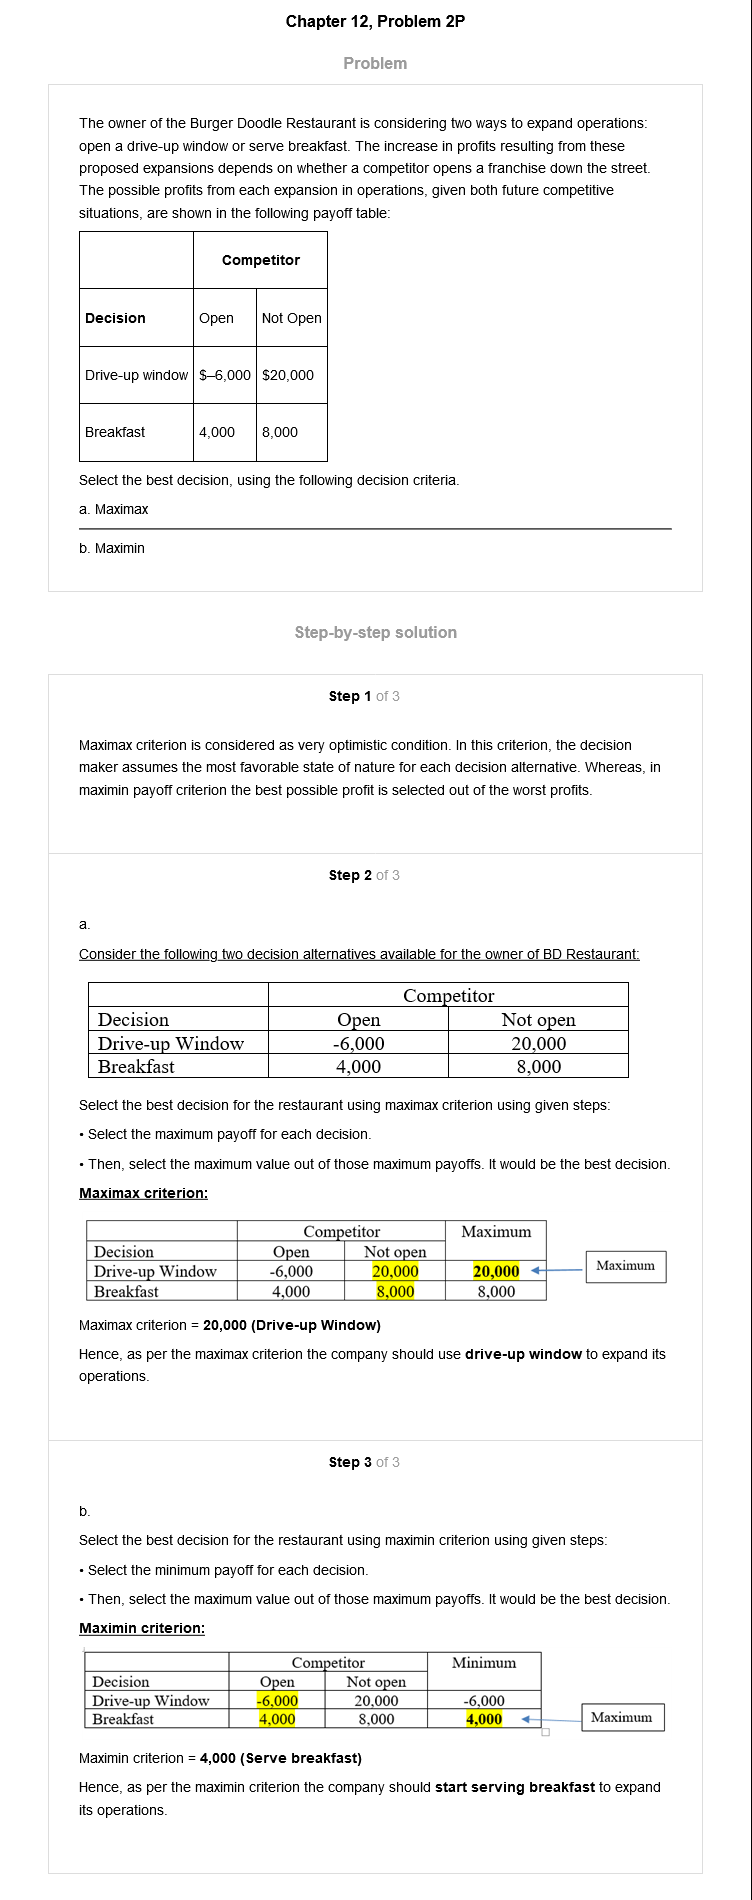 Chapter 12, Problem 2P
Problem
The owner of the Burger Doodle Restaurant is considering two ways to expand operations:
open a drive-up window or serve breakfast. The increase in profits resulting from these
proposed expansions depends on whether a competitor opens a franchise down the street.
The possible profits from each expansion in operations, given both future competitive
situations, are shown in the following payoff table:
Competitor
Decision Open Not Open
Drive-up window $–6,000 $20,000
Breakfast 4,000 8,000
Select the best decision, using the following decision criteria.
a. Maximax
b. Maximin
Step-by-step solution
Step 1 of 3
Maximax criterion is considered as very optimistic condition. In this criterion, the decision
maker assumes the most favorable state of nature for each decision alternative. Whereas, in
maximin payoff criterion the best possible profit is selected out of the worst profits.
Step 2 of 3
a.
Consider the following two decision alternatives available for the owner of BD Restaurant:
Competitor
Decision Open Not open
Drive-up Window -6,000 20,000
Breakfast 4,000 8,000
Select the best decision for the restaurant using maximax criterion using given steps:
• Select the maximum payoff for each decision.
• Then, select the maximum value out of those maximum payoffs. It would be the best decision.
Maximax criterion:
Competitor Maximum
Decision Open Not open
Drive-up Window -6,000 20,000 20,000 Maximum
Breakfast 4,000 8,000 8,000
Maximax criterion = 20,000 (Drive-up Window)
Hence, as per the maximax criterion the company should use drive-up window to expand its
operations.
Step 3 of 3
b.
Select the best decision for the restaurant using maximin criterion using given steps:
• Select the minimum payoff for each decision.
• Then, select the maximum value out of those maximum payoffs. It would be the best decision.
Maximin criterion:
Competitor Minimum
Decision Open Not open
Drive-up Window -6,000 20,000 -6,000
Breakfast 4,000 8,000 4,000 Maximum
Maximin criterion = 4,000 (Serve breakfast)
Hence, as per the maximin criterion the company should start serving breakfast to expand
its operations.